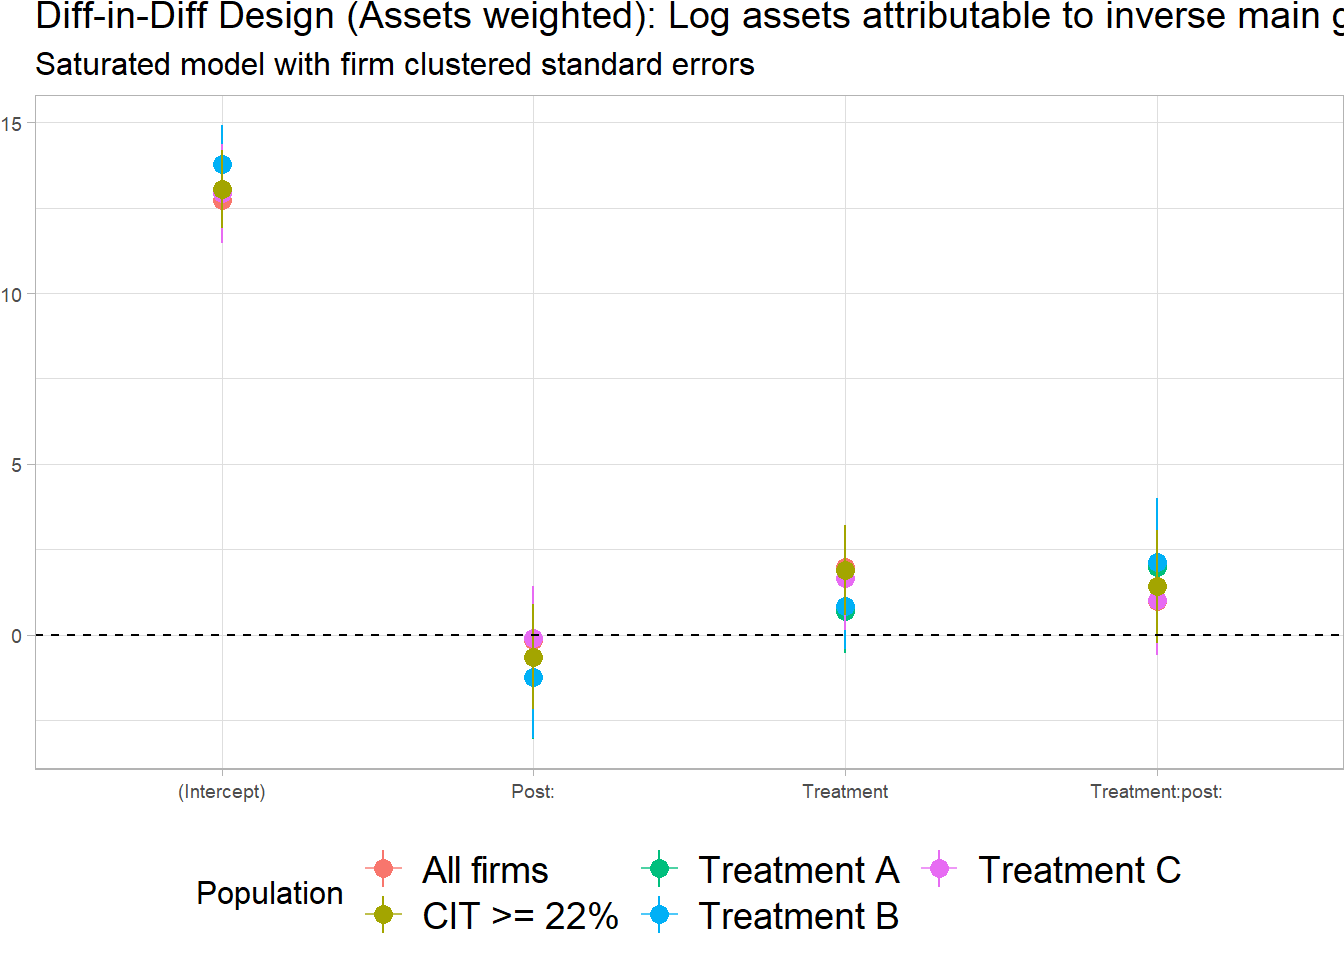 Diff-in-Diff Design (Assets weighted): Log assets attributable to inverse main
Saturated model with firm clustered standard errors
15
10
5
0
(Intercept) Post: Treatment Treatment:post:
Population
All firms Treatment A Treatment C
CIT >= 22% Treatment B